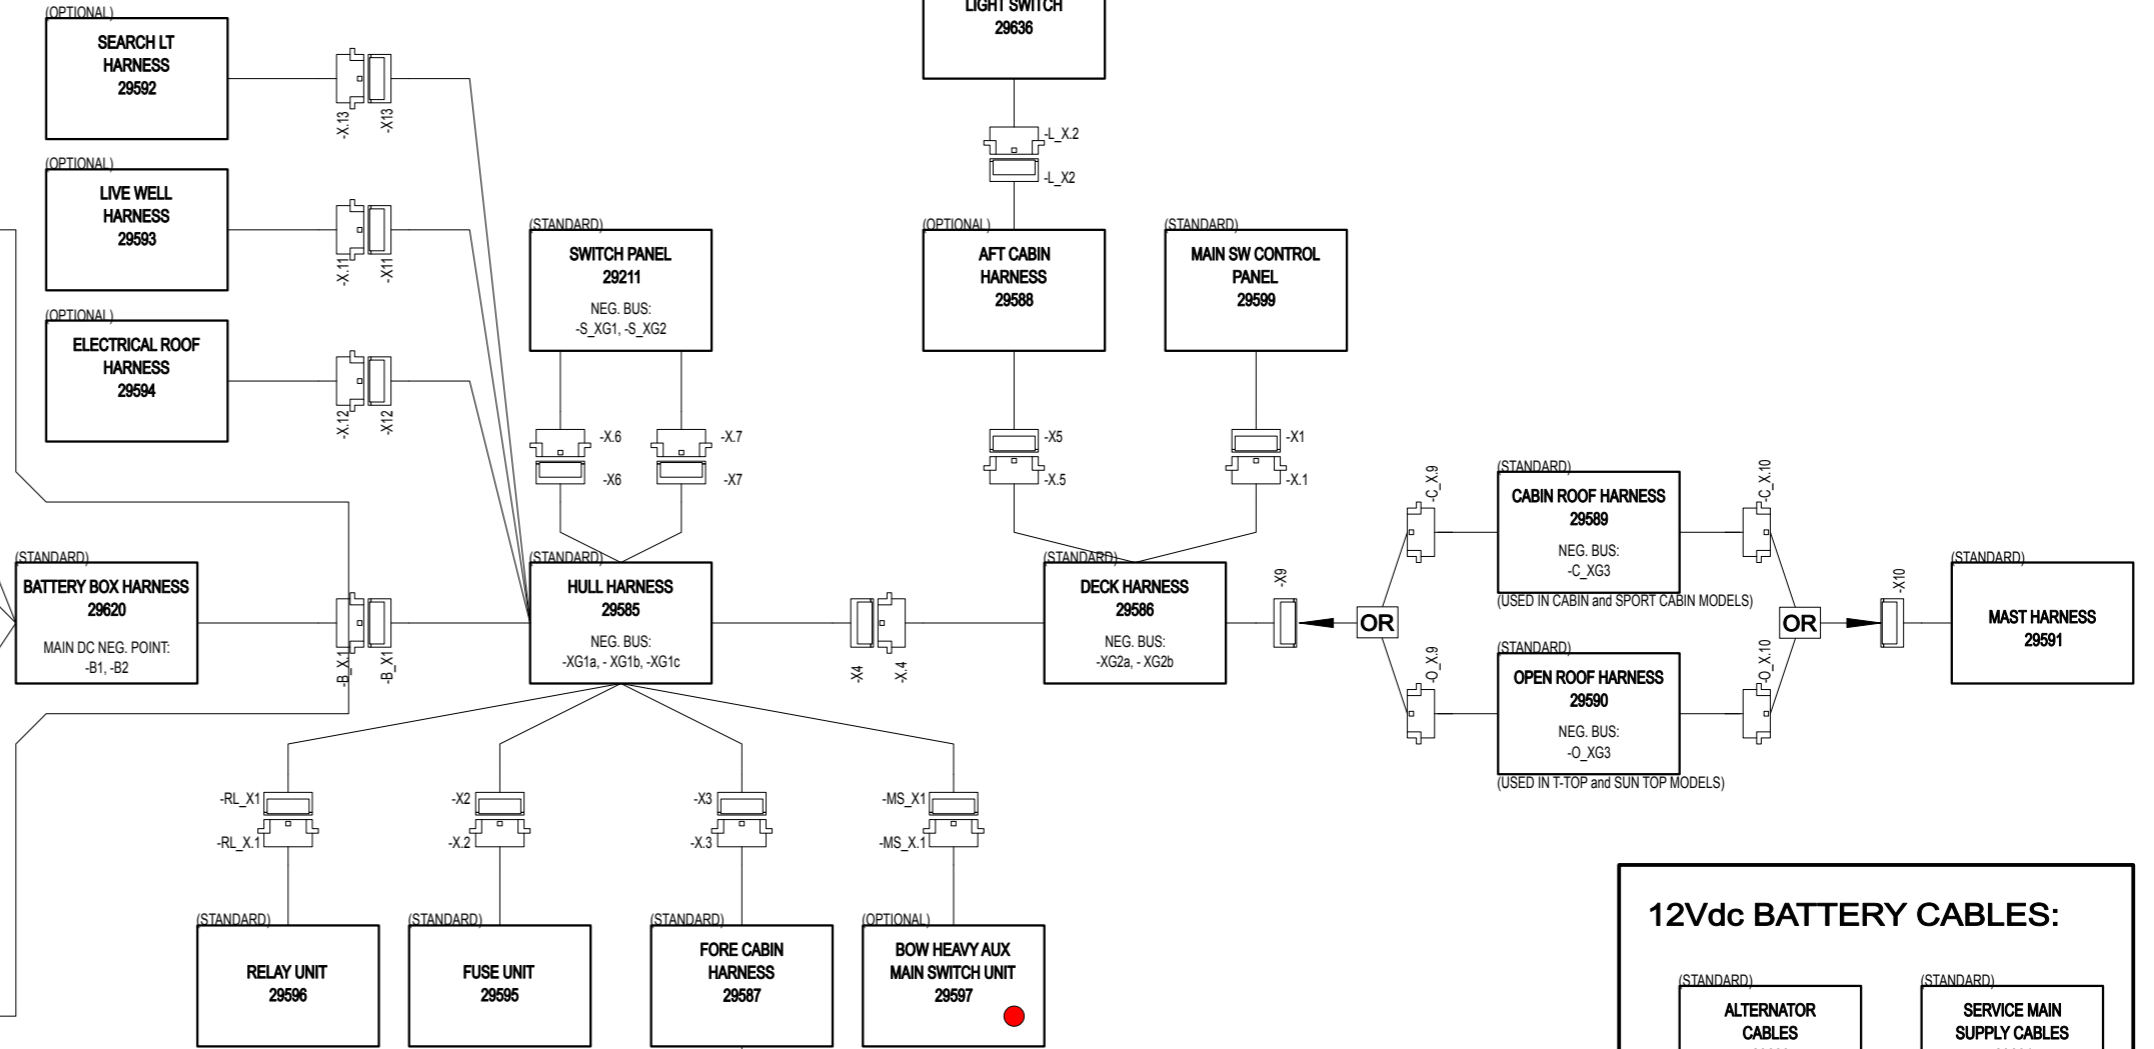 (OPTIONAL)
SEARCH LT
HARNESS
29592
-X.13
-X13
LIGHT SWITCH
29636
-L_X.2
-L_X2
(OPTIONAL)
LIVE WELL
HARNESS
29593
-X.11
-X11
(STANDARD)
SWITCH PANEL
29211
NEG. BUS:
-S_XG1, -S_XG2
(OPTIONAL)
AFT CABIN
HARNESS
29588
(STANDARD)
MAIN SW CONTROL
PANEL
29599
(OPTIONAL)
ELECTRICAL ROOF
HARNESS
29594
-X.12
-X12
-X.6
-X6
-X.7
-X7
-X5
-X.5
-X1
-X.1
(STANDARD)
BATTERY BOX HARNESS
29620
MAIN DC NEG. POINT:
-B1, -B2
-B_X.1
-B_X1
(STANDARD)
HULL HARNESS
29585
NEG. BUS:
-XG1a, - XG1b, -XG1c
-X4
-X.4
(STANDARD)
DECK HARNESS
29586
NEG. BUS:
-XG2a, - XG2b
-X9
OR
-C_X.9
(STANDARD)
CABIN ROOF HARNESS
29589
NEG. BUS:
-C_XG3
(USED IN CABIN and SPORT CABIN MODELS)
-C_X.10
-O_X.9
(STANDARD)
OPEN ROOF HARNESS
29590
NEG. BUS:
-O_XG3
(USED IN T-TOP and SUN TOP MODELS)
-O_X.10
OR
-X10
(STANDARD)
MAST HARNESS
29591
-RL_X1
-RL_X.1
-X2
-X.2
-X3
-X.3
-MS_X1
-MS_X.1
(STANDARD)
RELAY UNIT
29596
(STANDARD)
FUSE UNIT
29595
(STANDARD)
FORE CABIN
HARNESS
29587
(OPTIONAL)
BOW HEAVY AUX
MAIN SWITCH UNIT
29597
12Vdc BATTERY CABLES:
(STANDARD)
ALTERNATOR
CABLES
(STANDARD)
SERVICE MAIN
SUPPLY CABLES